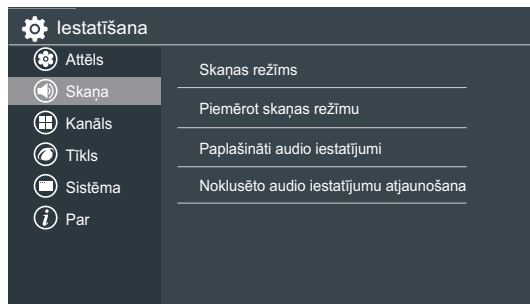 Iestatīšana
Attēls
Skaņa
Kanāls
Tīkls
Sistēma
Par
Skaņas režīms
Piemērot skaņas režīmu
Paplašināti audio iestatījumi
Noklusēto audio iestatījumu atjaunošana